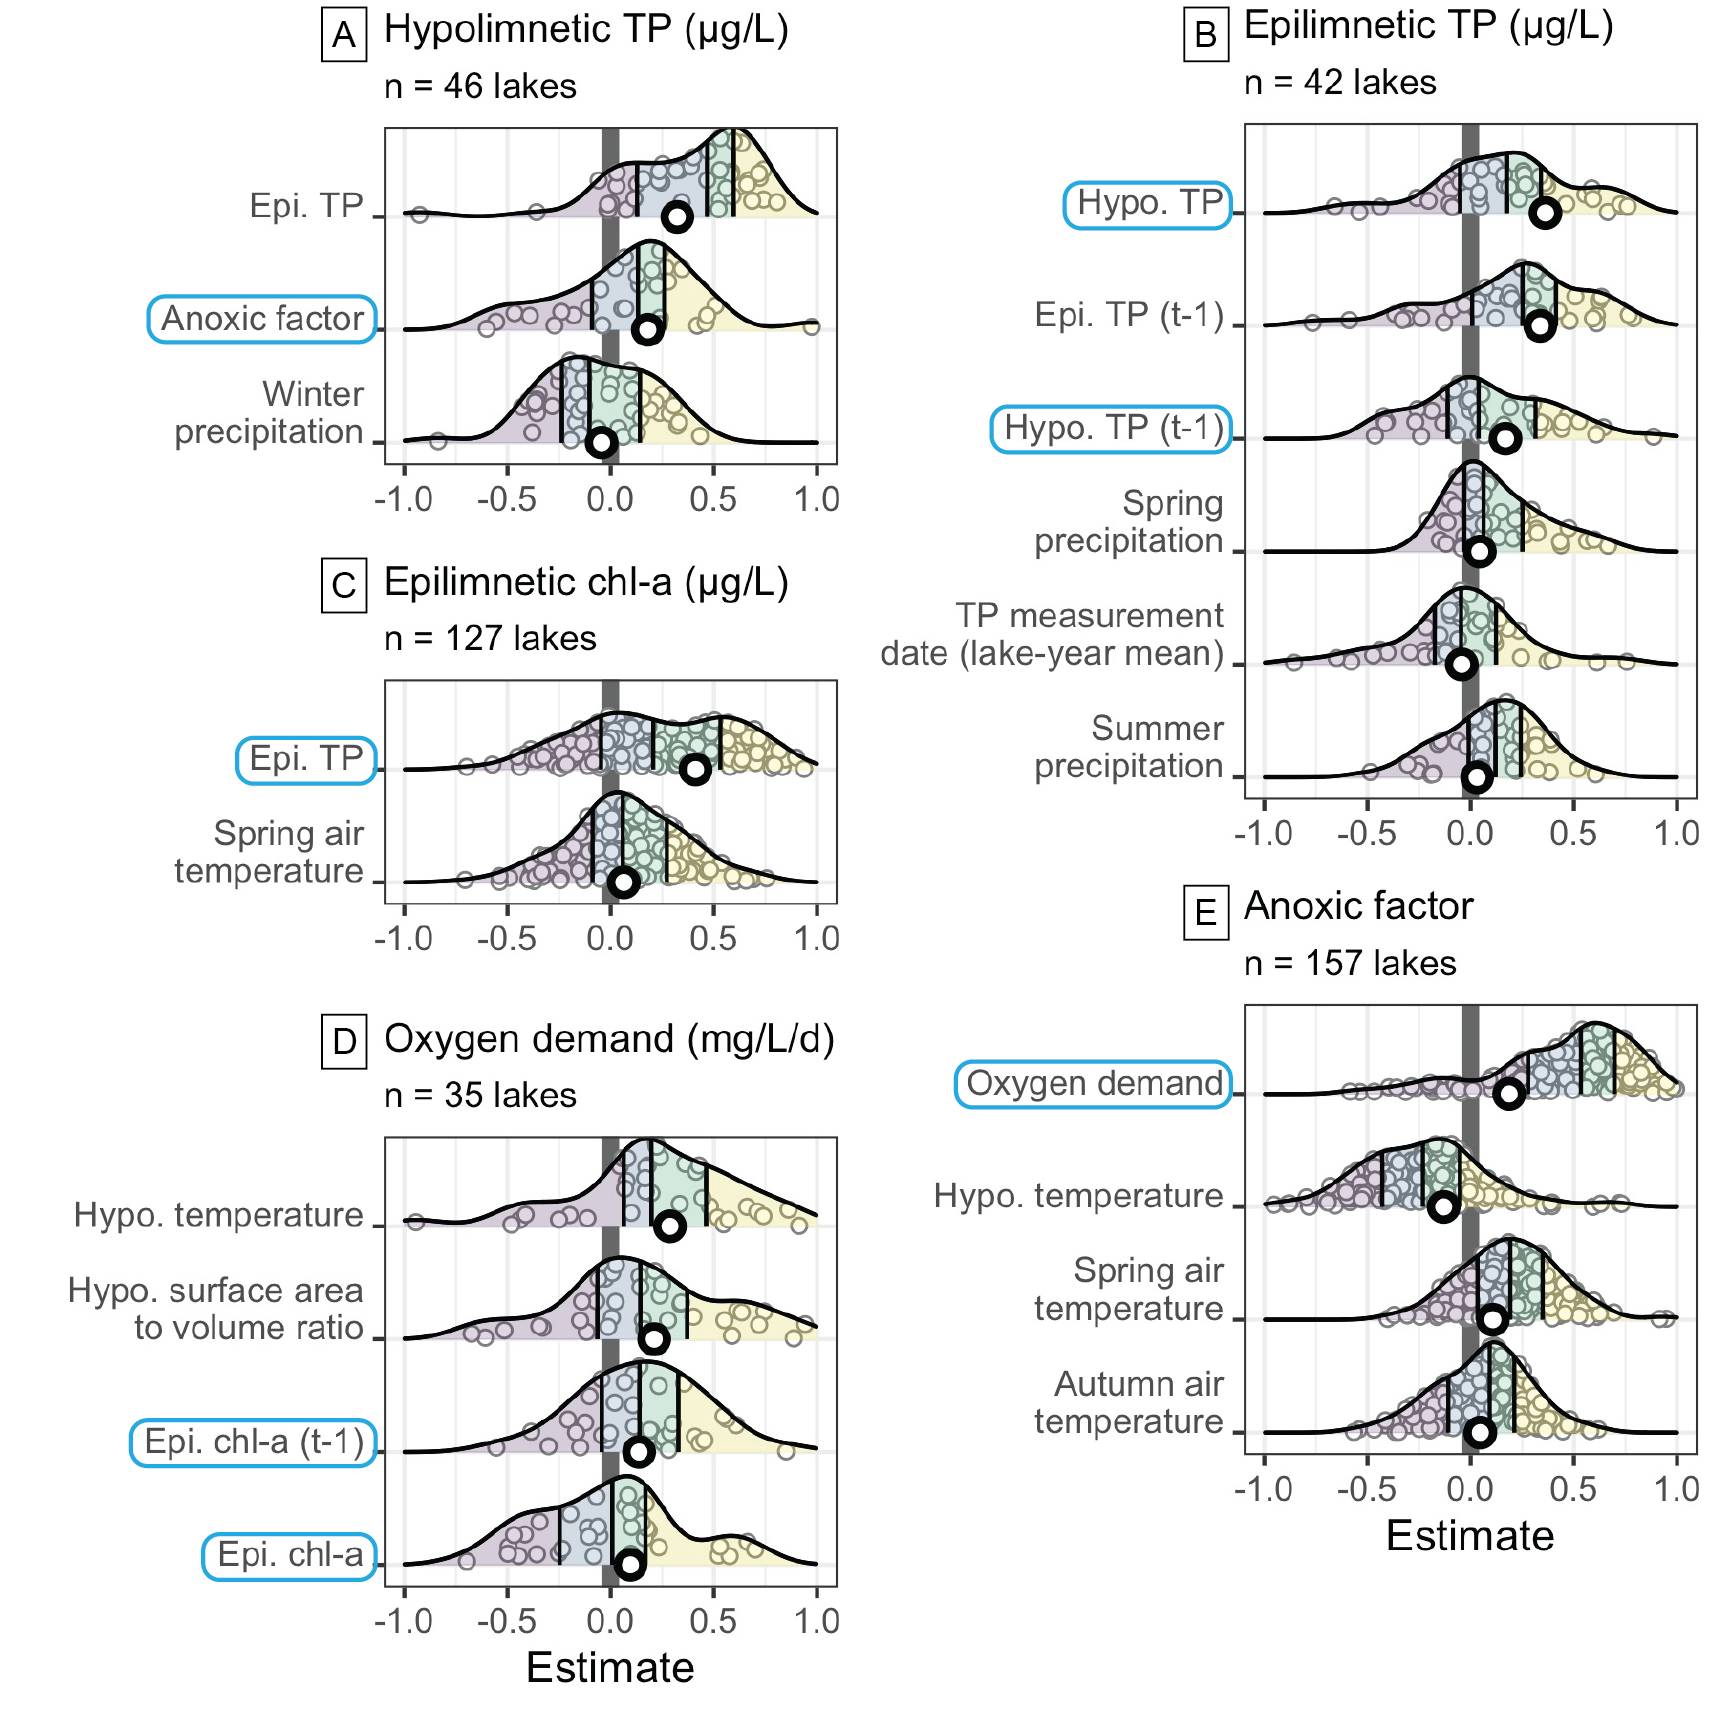 A Hypolimnetic TP (µg/L)
n = 46 lakes
Epi. TP
Anoxic factor
Winter
precipitation
-1.0 -0.5 0.0 0.5 1.0
B Epilimnetic TP (µg/L)
n = 42 lakes
Hypo. TP
Epi. TP (t-1)
Hypo. TP (t-1)
Spring
precipitation
TP measurement
date (lake-year mean)
Summer
precipitation
-1.0 -0.5 0.0 0.5 1.0
C Epilimnetic chl-a (µg/L)
n = 127 lakes
Epi. TP
Spring air
temperature
-1.0 -0.5 0.0 0.5 1.0
D Oxygen demand (mg/L/d)
n = 35 lakes
Hypo. temperature
Hypo. surface area
to volume ratio
Epi. chl-a (t-1)
Epi. chl-a
-1.0 -0.5 0.0 0.5 1.0
Estimate
E Anoxic factor
n = 157 lakes
Oxygen demand
Hypo. temperature
Spring air
temperature
Autumn air
temperature
-1.0 -0.5 0.0 0.5 1.0
Estimate